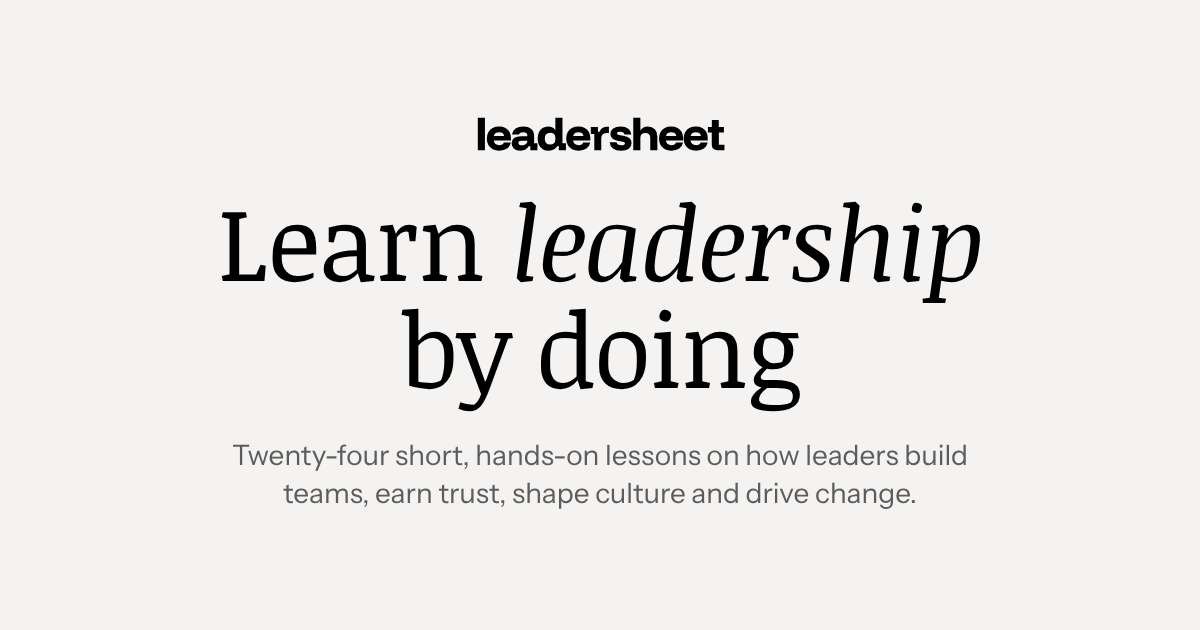 leadersheet
Learn leadership
by doing
Twenty-four short, hands-on lessons on how leaders build
teams, earn trust, shape culture and drive change.